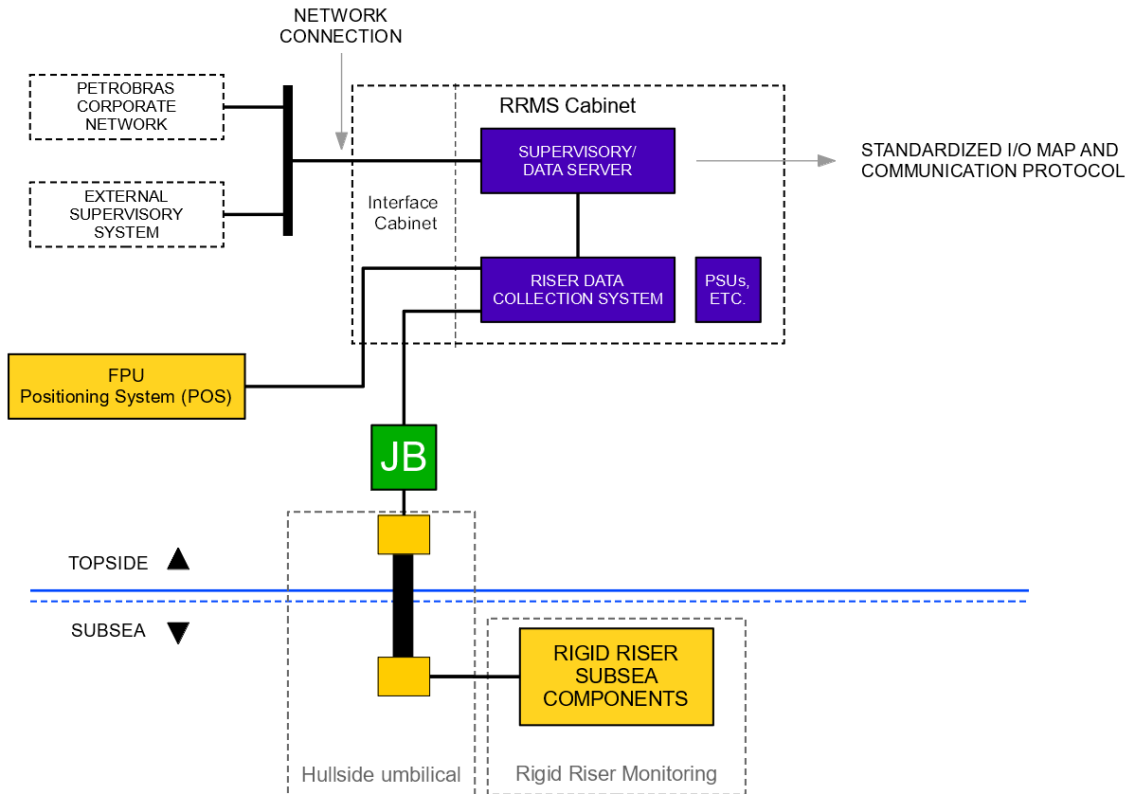 NETWORK
CONNECTION
PETROBRAS
CORPORATE
NETWORK
RRMS Cabinet
SUPERVISORY/
DATA SERVER
STANDARDIZED I/O MAP AND
COMMUNICATION PROTOCOL
EXTERNAL
SUPERVISORY
SYSTEM
Interface
Cabinet
RISER DATA
COLLECTION SYSTEM
PSUs,
ETC.
FPU
Positioning System (POS)
JB
TOPSIDE
SUBSEA
RIGID RISER
SUBSEA
COMPONENTS
Hullside umbilical
Rigid Riser Monitoring